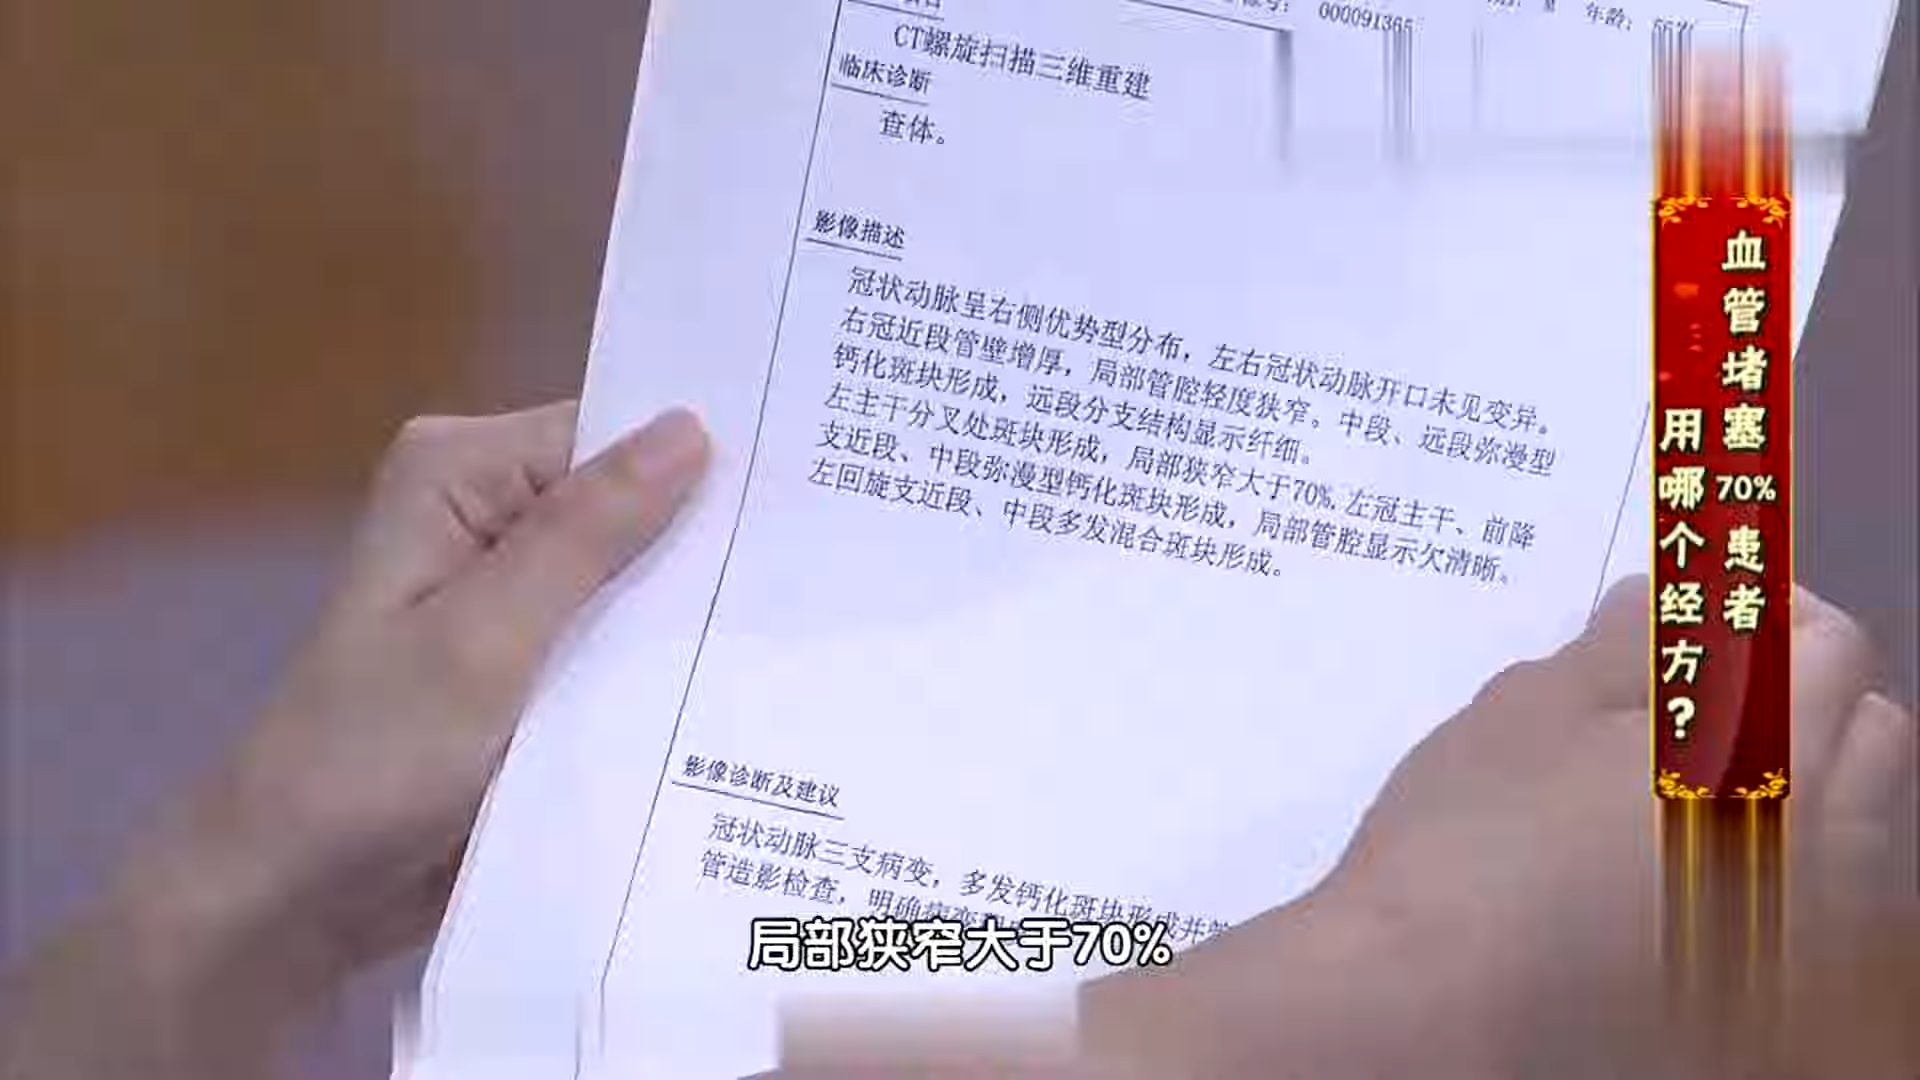 000091365
年龄:
CT螺旋扫描三维重建
临床诊断
查体。
影像描述
冠状动脉呈右侧优势型分布，左右冠状动脉开口未见变异。
右冠近段管壁增厚，局部管腔轻度狭窄。中段、远段弥漫型
钙化斑块形成，远段分支结构显示纤细。
左主干分叉处斑块形成，局部狭窄大于70%.左冠主干、前降
支近段、中段弥漫型钙化斑块形成，局部管腔显示欠清晰。
左回旋支近段、中段多发混合斑块形成。
影像诊断及建议
冠状动脉三支病变，多发钙化斑块形成并
管造影检查，明确
局部狭窄大于70%
血管堵塞70%患者
用哪个经方？